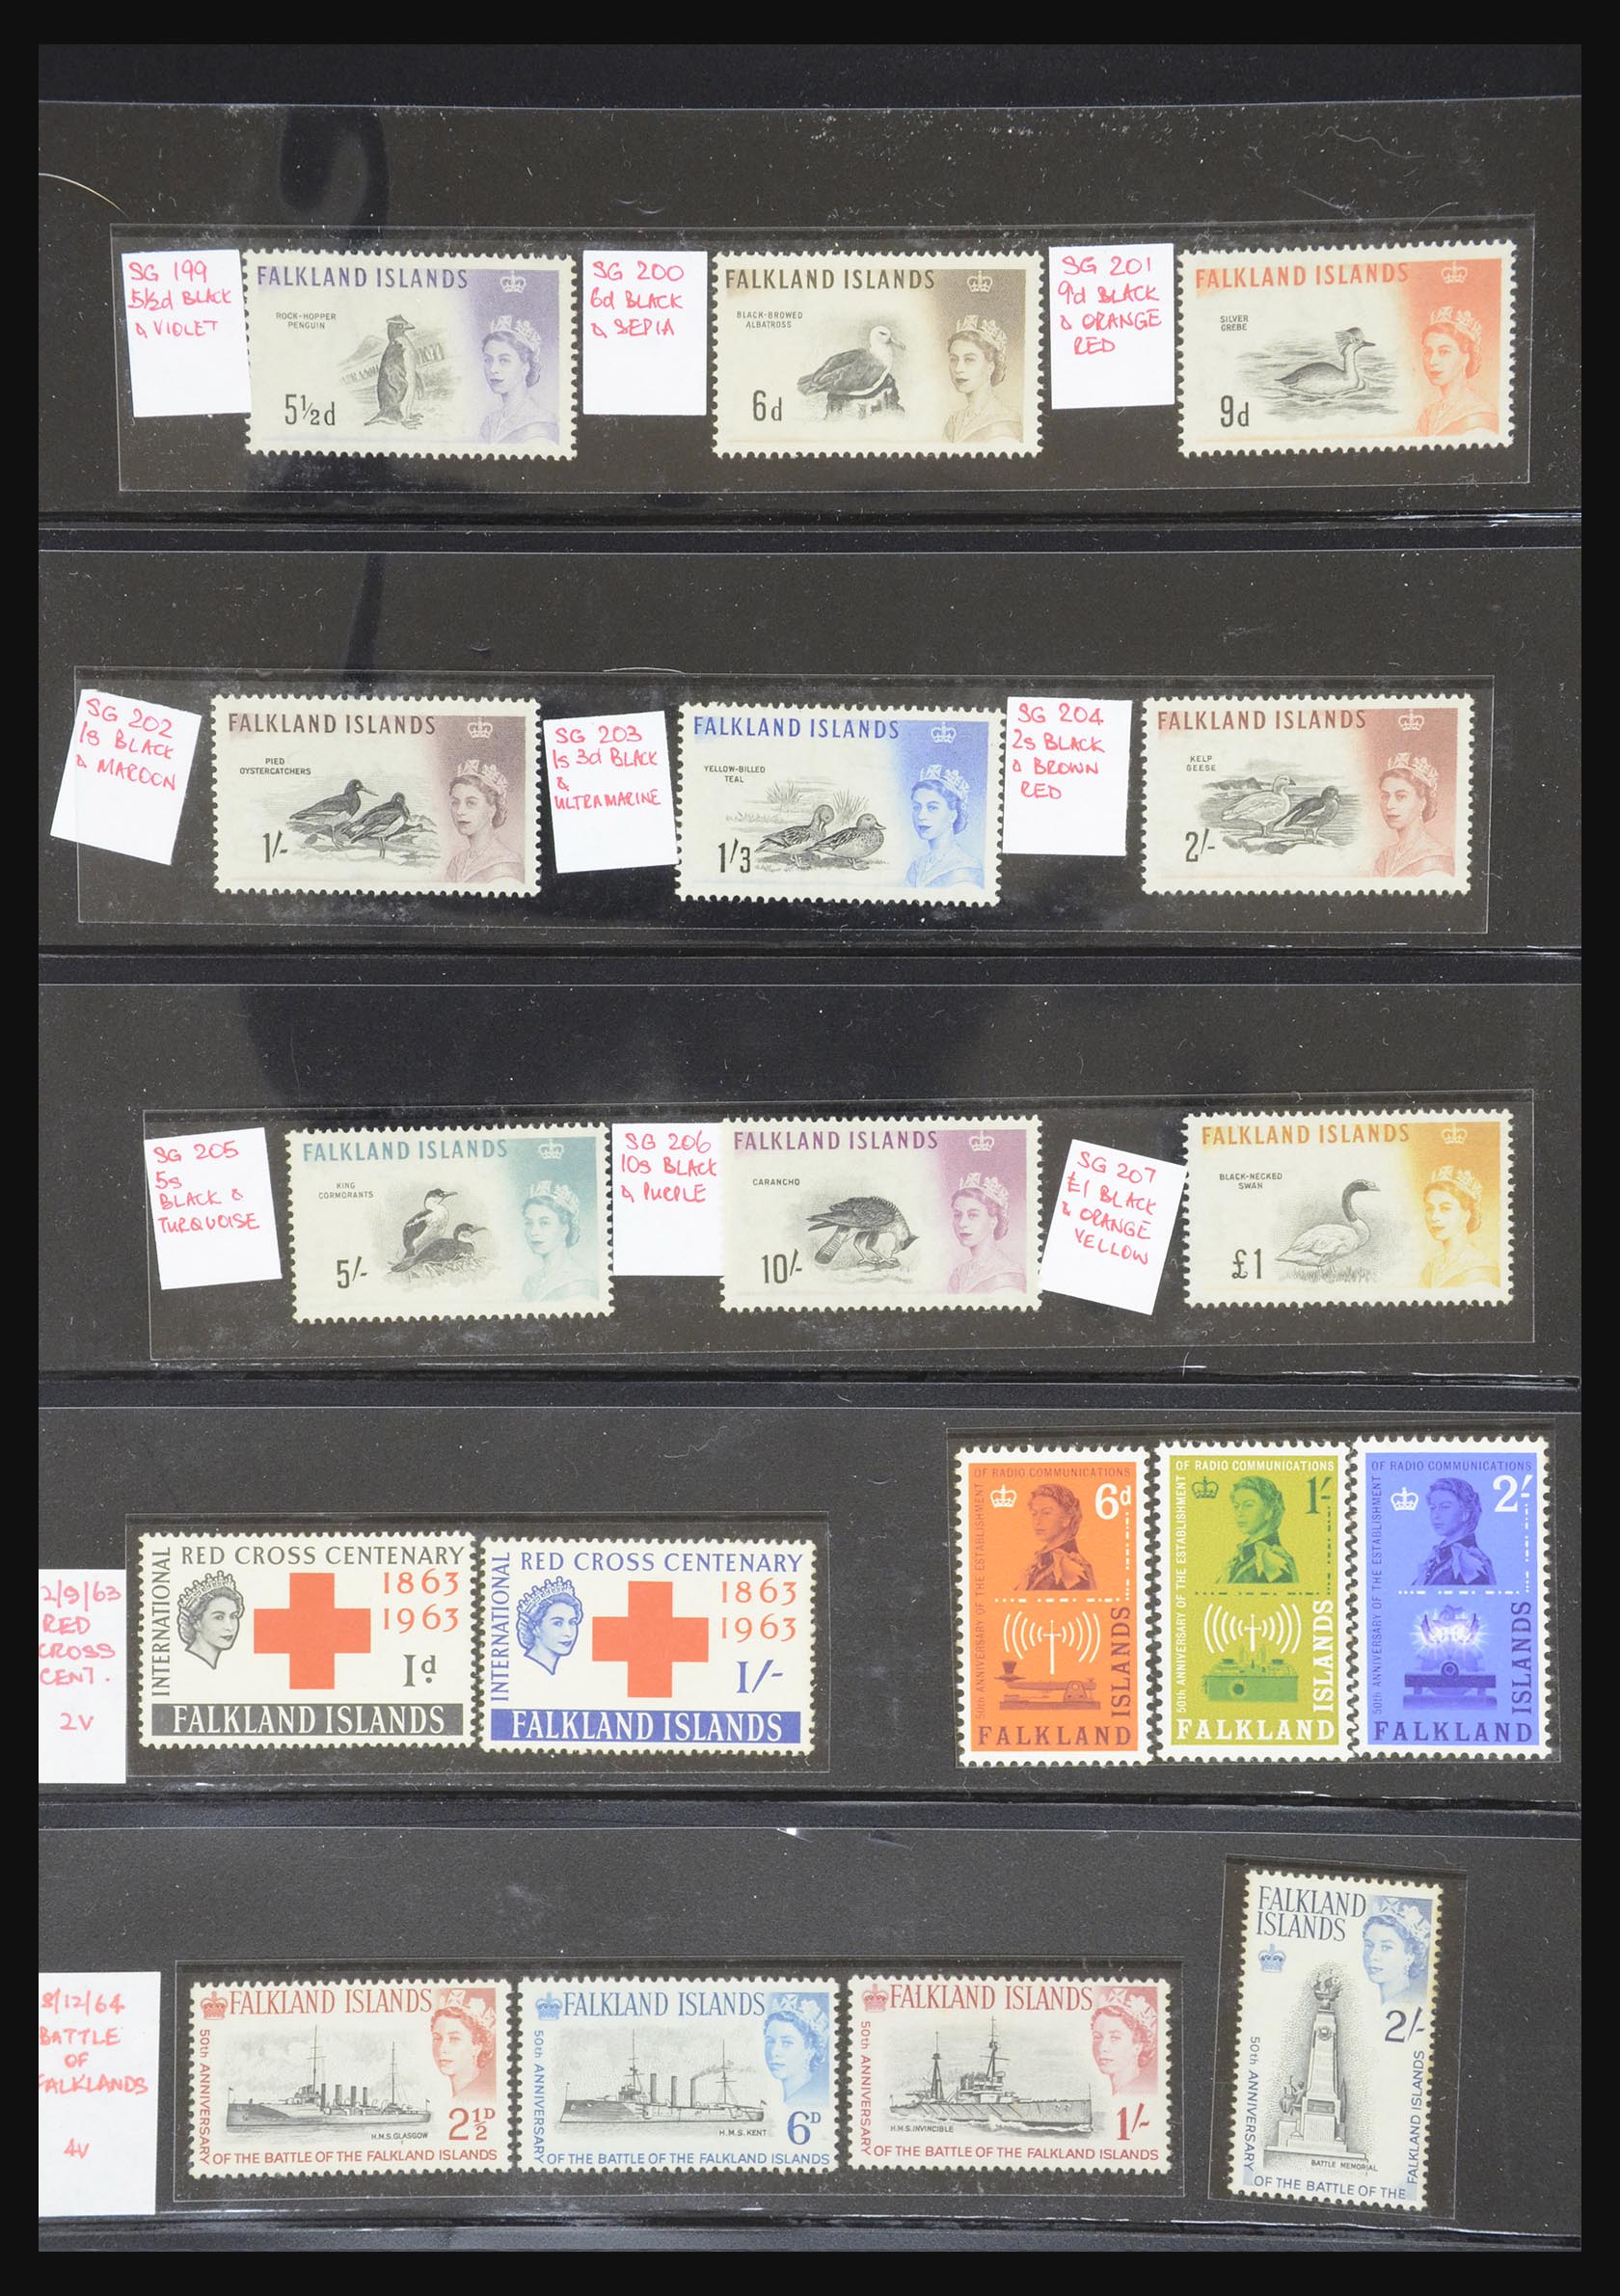 SG 199
5½d BLACK
& VIOLET
FALKLAND ISLANDS
ROCK-HOPPER
PENGUIN
5½d
SG 200
6d BLACK
& SEPIA
FALKLAND ISLANDS
BLACK-BROWED
ALBATROSS
6d
SG 201
9d BLACK
& ORANGE
RED
FALKLAND ISLANDS
SILVER
GREBE
9d
SG 202
1s BLACK
& MAROON
FALKLAND ISLANDS
PIED
OYSTERCATCHERS
1/-
SG 203
1s 3d BLACK
&
ULTRAMARINE
FALKLAND ISLANDS
YELLOW-BILLED
TEAL
1/3
SG 204
2s BLACK
& BROWN
RED
FALKLAND ISLANDS
KELP
GEESE
2/-
SG 205
5s
BLACK &
TURQUOISE
FALKLAND ISLANDS
KING
CORMORANTS
5/-
SG 206
10s BLACK
& PURPLE
FALKLAND ISLANDS
CARANCHO
10/-
SG 207
£1 BLACK
& ORANGE
YELLOW
FALKLAND ISLANDS
BLACK-NECKED
SWAN
£1
2/9/63
RED
CROSS
CENT.
2V
INTERNATIONAL
RED CROSS CENTENARY
1863
1963
1d
FALKLAND ISLANDS
INTERNATIONAL
RED CROSS CENTENARY
1863
1963
1/-
FALKLAND ISLANDS
50th ANNIVERSARY OF THE ESTABLISHMENT
OF RADIO COMMUNICATIONS
6d
FALKLAND
ISLANDS
50th ANNIVERSARY OF THE ESTABLISHMENT
OF RADIO COMMUNICATIONS
1/-
FALKLAND
ISLANDS
50th ANNIVERSARY OF THE ESTABLISHMENT
OF RADIO COMMUNICATIONS
2/-
FALKLAND
ISLANDS
8/12/64
BATTLE
OF
FALKLANDS
4V
FALKLAND ISLANDS
50th ANNIVERSARY
H.M.S. GLASGOW
2½D
OF THE BATTLE OF THE FALKLAND ISLANDS
FALKLAND ISLANDS
50th ANNIVERSARY
H.M.S. KENT
6D
OF THE BATTLE OF THE FALKLAND ISLANDS
FALKLAND ISLANDS
50th ANNIVERSARY
H.M.S. INVINCIBLE
1/-
OF THE BATTLE OF THE FALKLAND ISLANDS
FALKLAND
ISLANDS
2/-
50th ANNIVERSARY
BATTLE MEMORIAL
OF THE BATTLE OF THE
FALKLAND ISLANDS